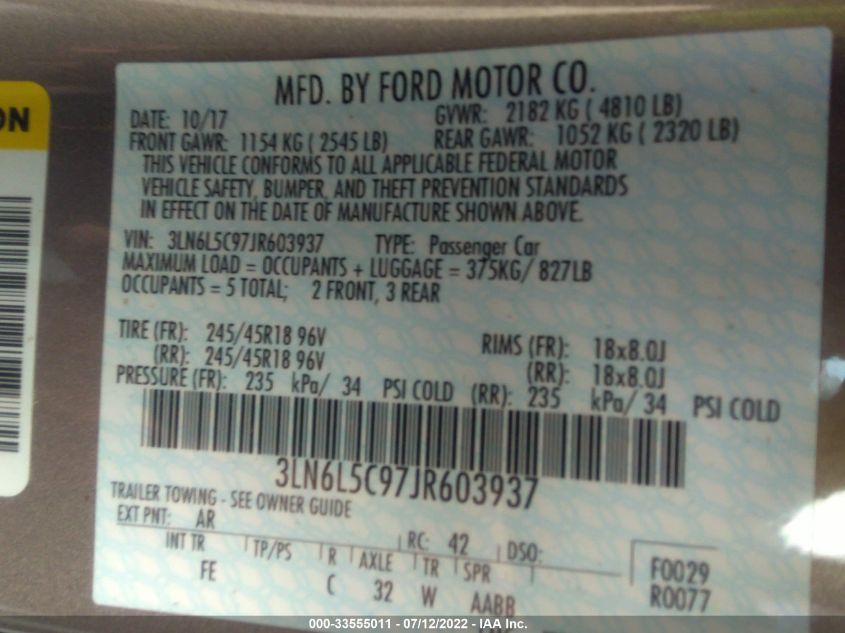 ON
MFD. BY FORD MOTOR CO.
DATE: 10/17 GVWR: 2182 KG ( 4810 LB)
FRONT GAWR: 1154 KG ( 2545 LB) REAR GAWR: 1052 KG ( 2320 LB)
THIS VEHICLE CONFORMS TO ALL APPLICABLE FEDERAL MOTOR
VEHICLE SAFETY, BUMPER, AND THEFT PREVENTION STANDARDS
IN EFFECT ON THE DATE OF MANUFACTURE SHOWN ABOVE.
VIN: 3LN6L5C97JR603937 TYPE: Passenger Car
MAXIMUM LOAD = OCCUPANTS + LUGGAGE = 375KG/ 827LB
OCCUPANTS = 5 TOTAL; 2 FRONT, 3 REAR
TIRE (FR): 245/45R18 96V RIMS (FR): 18x8.0J
(RR): 245/45R18 96V (RR): 18x8.0J
PRESSURE (FR): 235 kPa/ 34 PSI COLD (RR): 235 kPa/ 34 PSI COLD
3LN6L5C97JR603937
TRAILER TOWING - SEE OWNER GUIDE
EXT PNT: AR RC: 42 DSO:
INT TR TP/PS R AXLE TR SPR F0029
FE C 32 W AABB R0077
000-33555011 - 07/12/2022 - IAA Inc.